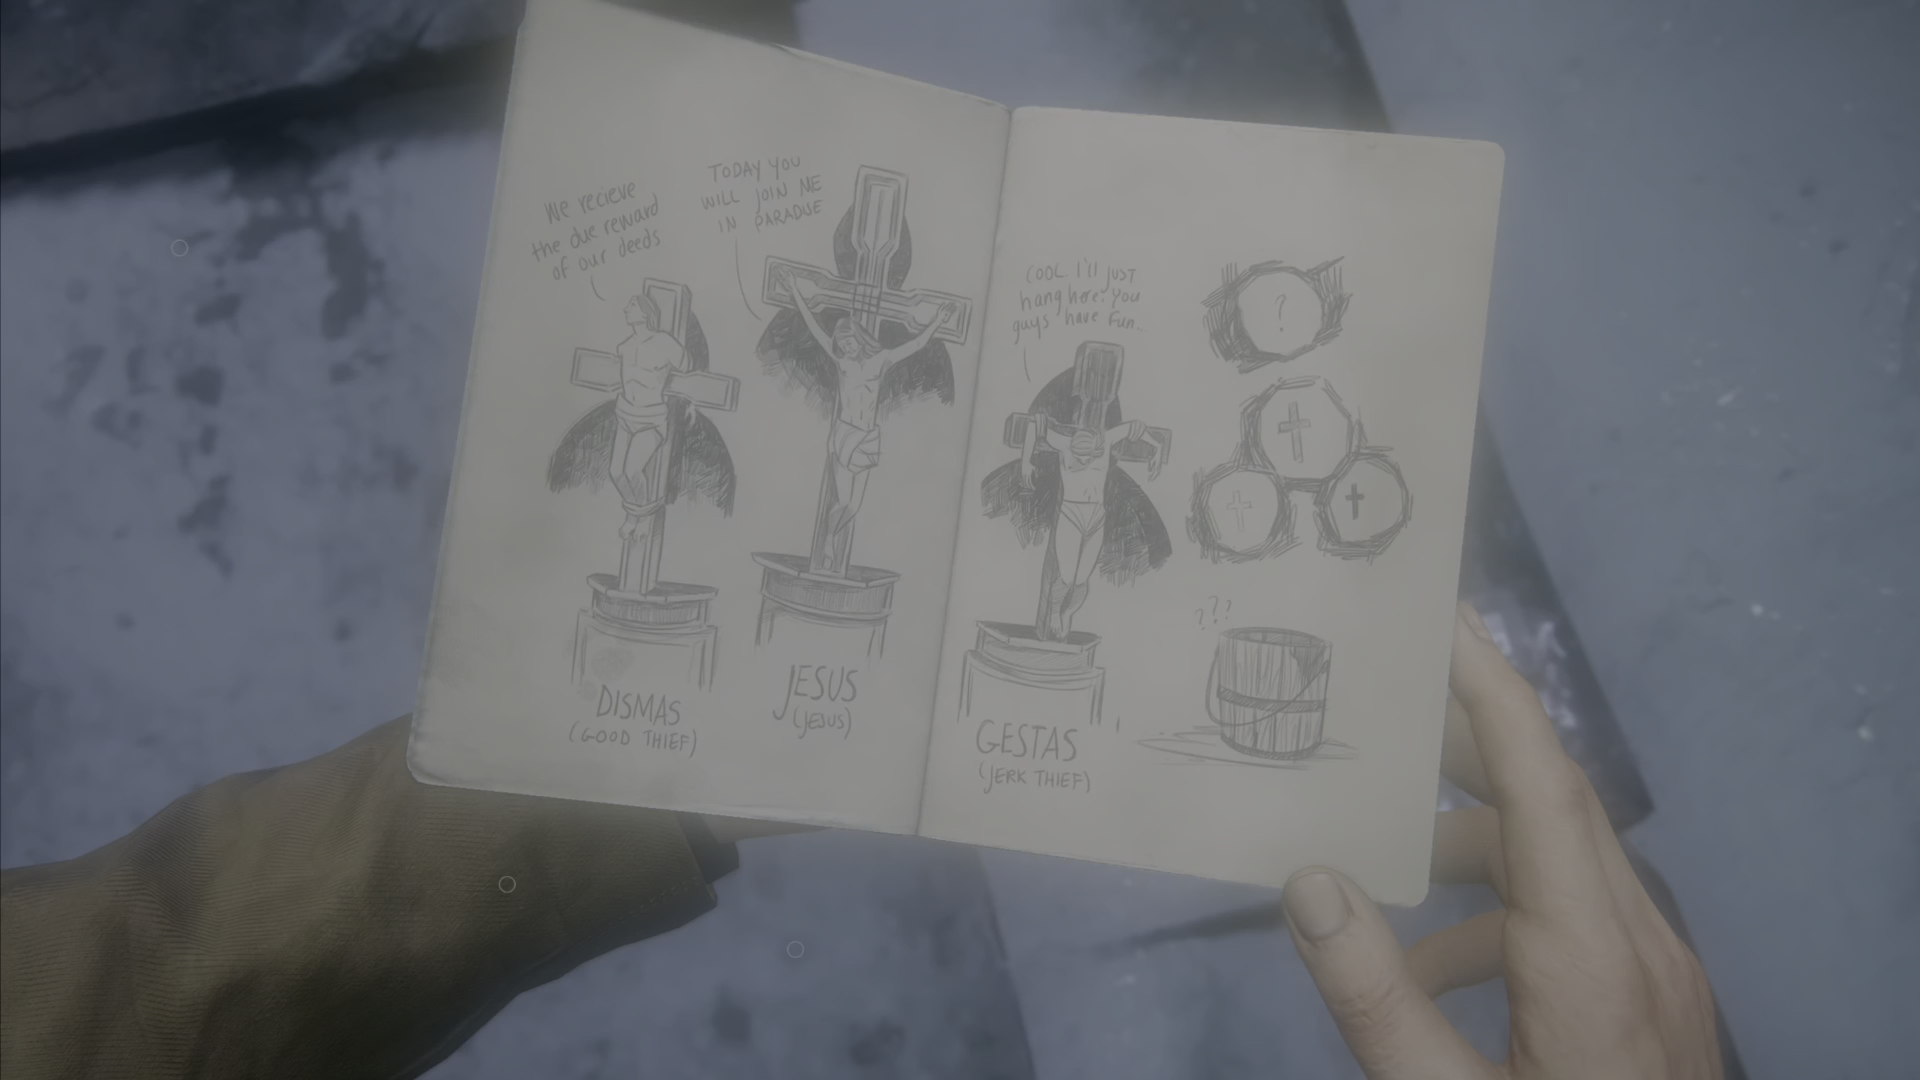 We recieve
the due reward
of our deeds
TODAY YOU
WILL JOIN ME
IN PARADISE
DISMAS
(GOOD THIEF)
JESUS
(JESUS)
COOL. I'll JUST
hang here. You
guys have fun..
GESTAS
(JERK THIEF)
?
???